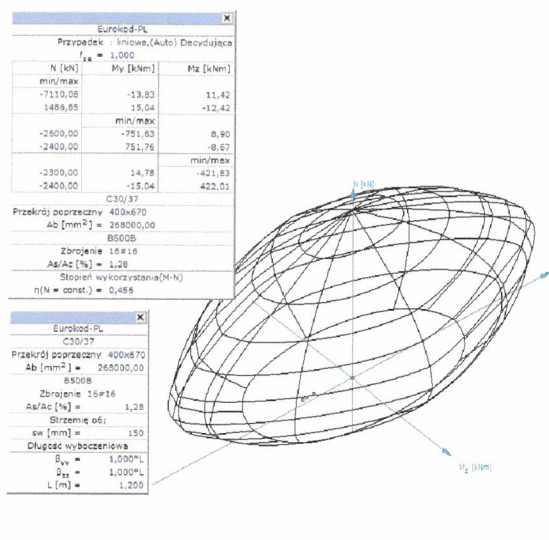 Eurokod-PL
Przypadek : liniowa,(Auto) Decydująca
f_sg = 1,000
N [kN] My [kNm] Mz [kNm]
min/max
-7110,08 -13,83 11,42
1486,85 15,04 -12,42
min/max
-2600,00 -751,63 8,90
-2400,00 751,76 -8,67
min/max
-2300,00 14,78 -421,83
-2400,00 -15,04 422,01
C30/37
Przekrój poprzeczny 400x670
Ab [mm²] = 268000,00
B500B
Zbrojenie 16#16
As/Ac [%] = 1,28
Stopień wykorzystania(M-N)
η(N = const.) = 0,456
Eurokod-PL
C30/37
Przekrój poprzeczny 400x670
Ab [mm²] = 268000,00
B500B
Zbrojenie 16#16
As/Ac [%] = 1,28
Strzemię o6;
sw [mm] = 150
Długość wyboczeniowa
β_yy = 1,000*L
β_zz = 1,000*L
L [m] = 1,200
N [kN]
M_z [kNm]